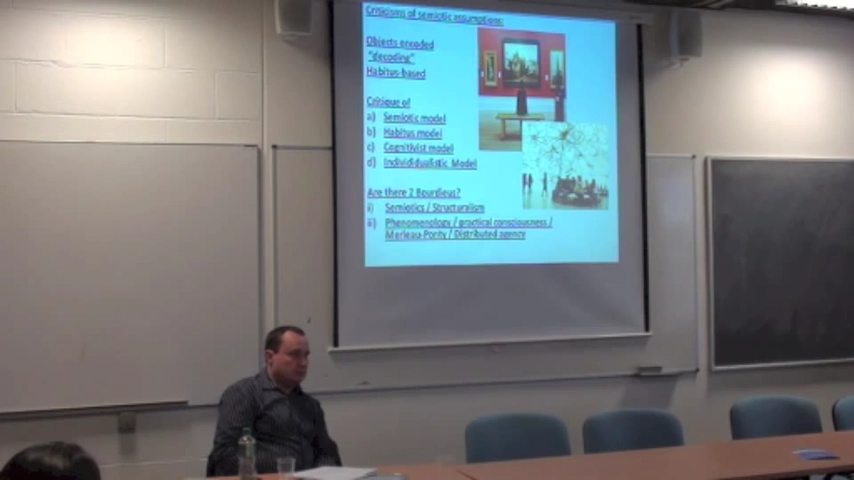 Criticisms of semiotic assumptions:
Objects encoded
"decoding"
Habitus-based
Critique of
a) Semiotic model
b) Habitus model
c) Cognitivist model
d) Individidualistic Model
Are there 2 Bourdieus?
i) Semiotics / Structuralism
ii) Phenomenology / practical consciousness /
Merleau-Ponty / Distributed agency